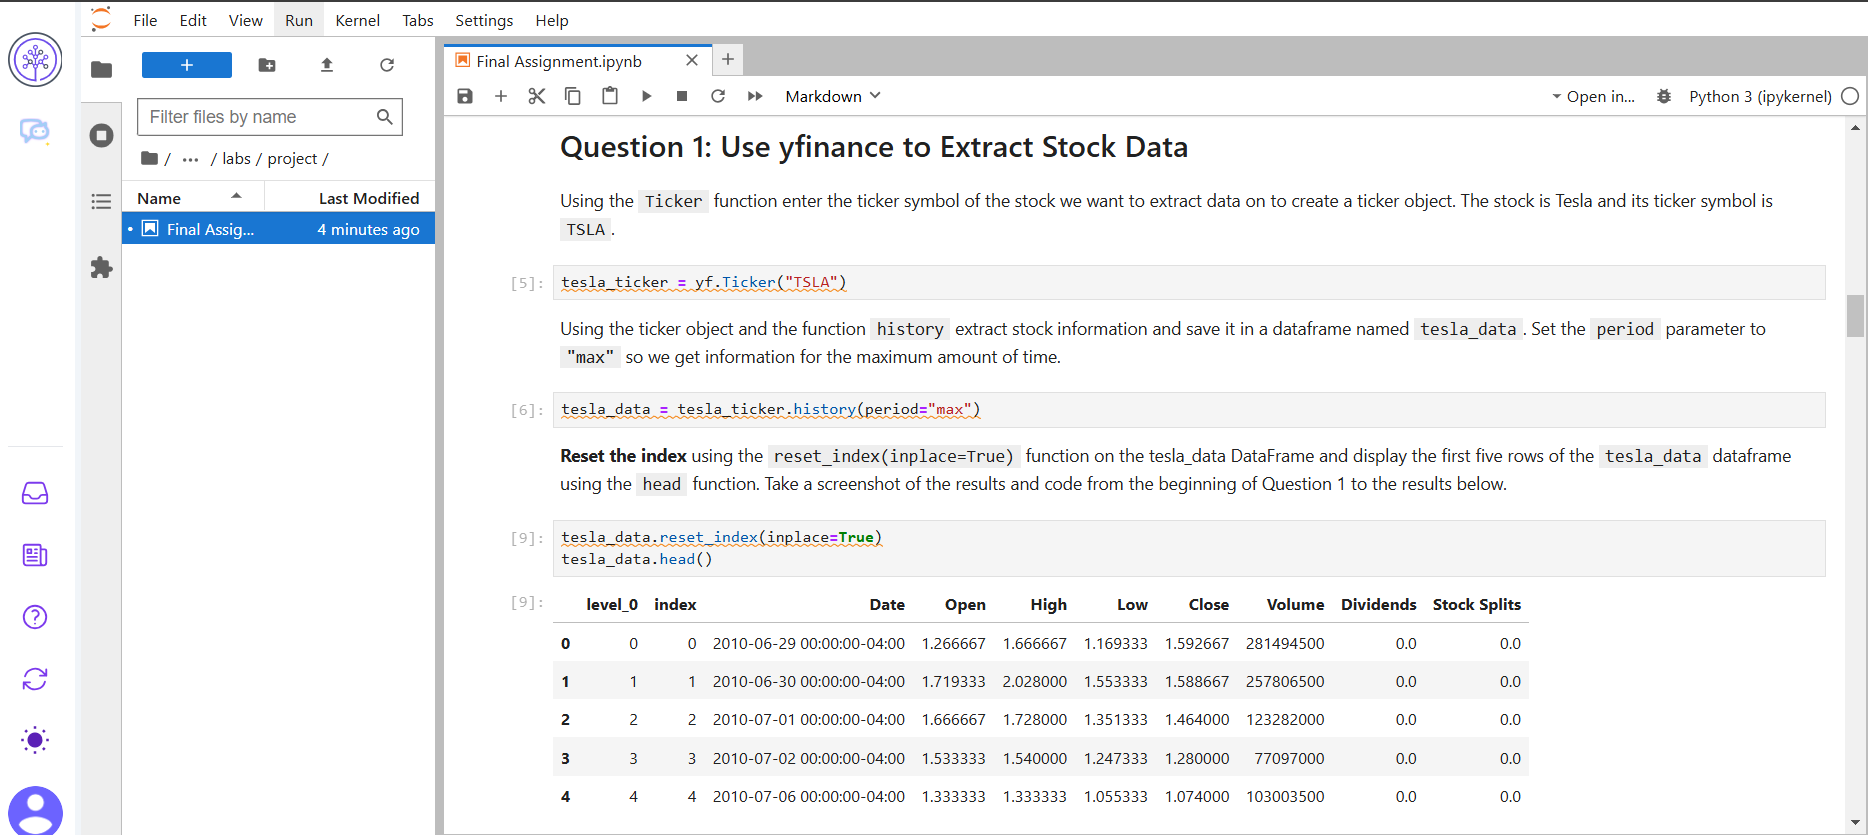 File Edit View Run Kernel Tabs Settings Help
+
Filter files by name
/ ... / labs / project /
Name Last Modified
• Final Assig... 4 minutes ago
Final Assignment.ipynb
Markdown
Open in...
Python 3 (ipykernel)
Question 1: Use yfinance to Extract Stock Data
Using the Ticker function enter the ticker symbol of the stock we want to extract data on to create a ticker object. The stock is Tesla and its ticker symbol is
TSLA .
[5]: tesla_ticker = yf.Ticker("TSLA")
Using the ticker object and the function history extract stock information and save it in a dataframe named tesla_data . Set the period parameter to
"max" so we get information for the maximum amount of time.
[6]: tesla_data = tesla_ticker.history(period="max")
Reset the index using the reset_index(inplace=True) function on the tesla_data DataFrame and display the first five rows of the tesla_data dataframe
using the head function. Take a screenshot of the results and code from the beginning of Question 1 to the results below.
[9]: tesla_data.reset_index(inplace=True)
tesla_data.head()
[9]: level_0 index Date Open High Low Close Volume Dividends Stock Splits
0 0 0 2010-06-29 00:00:00-04:00 1.266667 1.666667 1.169333 1.592667 281494500 0.0 0.0
1 1 1 2010-06-30 00:00:00-04:00 1.719333 2.028000 1.553333 1.588667 257806500 0.0 0.0
2 2 2 2010-07-01 00:00:00-04:00 1.666667 1.728000 1.351333 1.464000 123282000 0.0 0.0
3 3 3 2010-07-02 00:00:00-04:00 1.533333 1.540000 1.247333 1.280000 77097000 0.0 0.0
4 4 4 2010-07-06 00:00:00-04:00 1.333333 1.333333 1.055333 1.074000 103003500 0.0 0.0